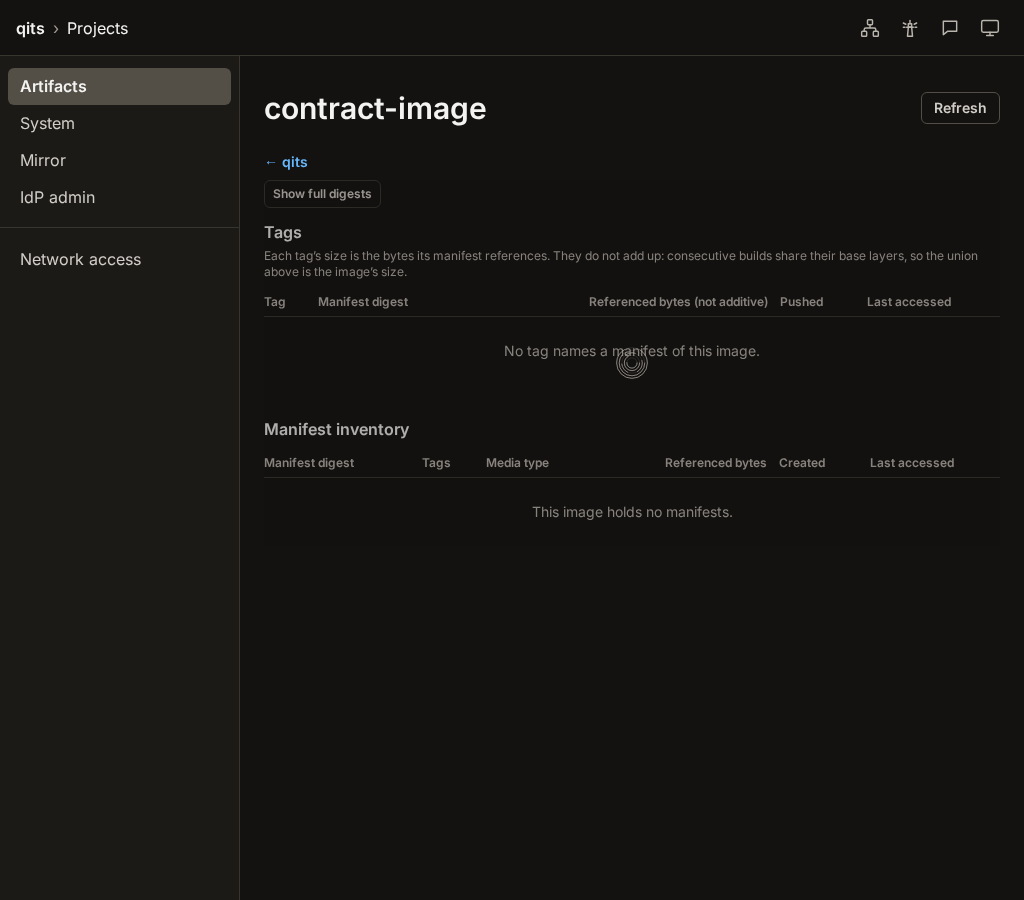 qits › Projects
Artifacts
System
Mirror
IdP admin
Network access
contract-image
Refresh
← qits
Show full digests
Tags
Each tag’s size is the bytes its manifest references. They do not add up: consecutive builds share their base layers, so the union
above is the image’s size.
Tag Manifest digest Referenced bytes (not additive) Pushed Last accessed
No tag names a manifest of this image.
Manifest inventory
Manifest digest Tags Media type Referenced bytes Created Last accessed
This image holds no manifests.